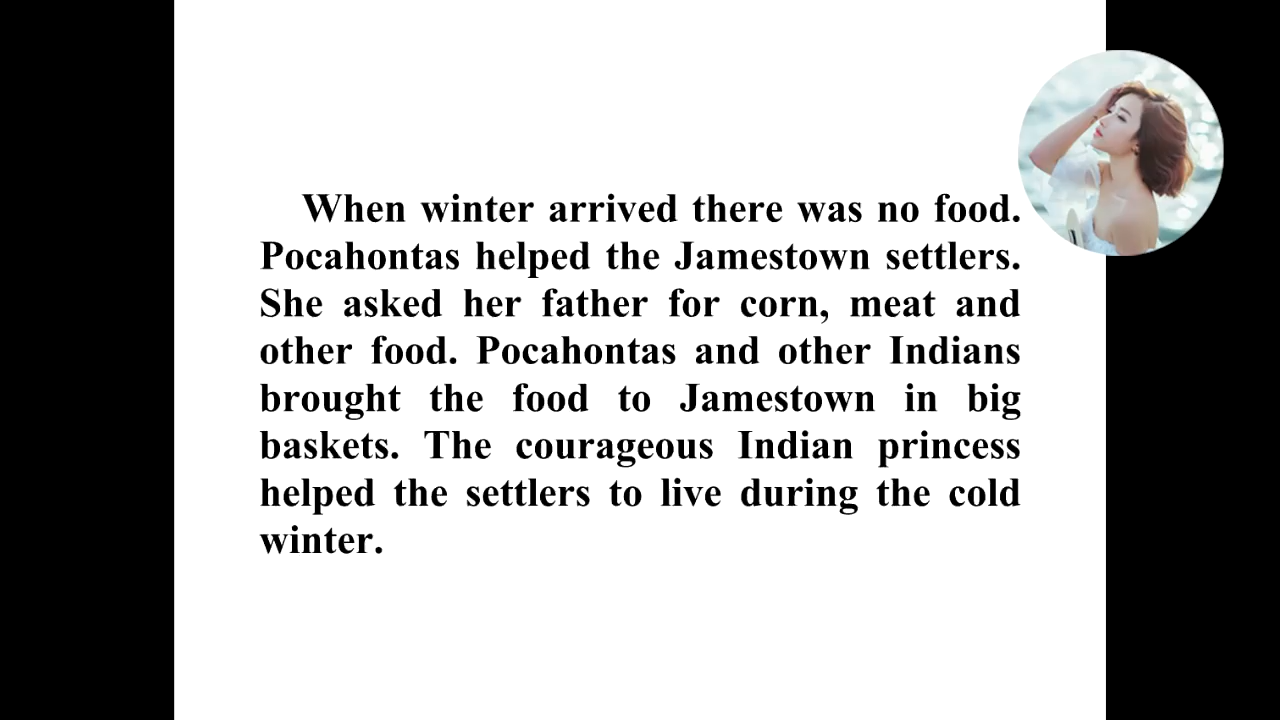 When winter arrived there was no food.
Pocahontas helped the Jamestown settlers.
She asked her father for corn, meat and
other food. Pocahontas and other Indians
brought the food to Jamestown in big
baskets. The courageous Indian princess
helped the settlers to live during the cold
winter.